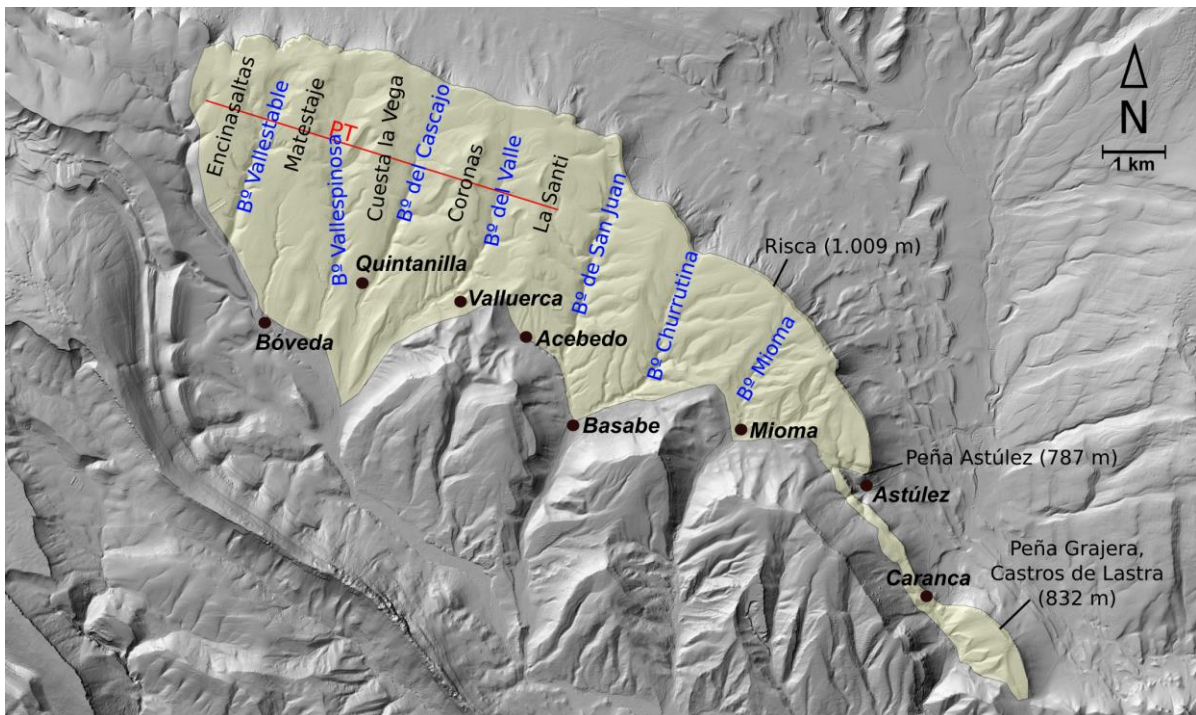 N
1 km
PT
Encinasaltas
Bº Vallestable
Matestaje
Bº Vallespinosa
Cuesta la Vega
Bº del Cascajo
Coronas
Bº del Valle
La Santi
Bº de San Juan
Risca (1.009 m)
Quintanilla
Valluerca
Bº Churrutina
Bóveda
Acebedo
Bº Mioma
Basabe
Mioma
Peña Astúlez (787 m)
Astúlez
Peña Grajera,
Castros de Lastra
(832 m)
Caranca